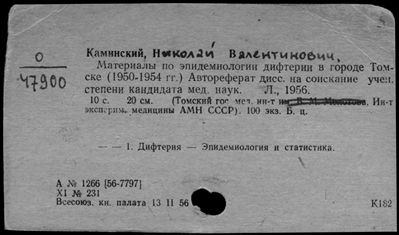 О
47900
Каминский, Николай Валентинович.
Материалы по эпидемиологии дифтерии в городе Томске (1950-1954 гг.) Автореферат дисс. на соискание учен. степени кандидата мед. наук. Л., 1956.
10 с. 20 см. (Томский гос мед. ин-т им. В. М. Молотова, Ин-т эксперим. медицины АМН СССР). 100 экз. Б. ц.
— — 1. Дифтерия — Эпидемиология и статистика.
А № 1266 [56-7797]
XI № 231
Всесоюз. кн. палата 13 11 56
К182